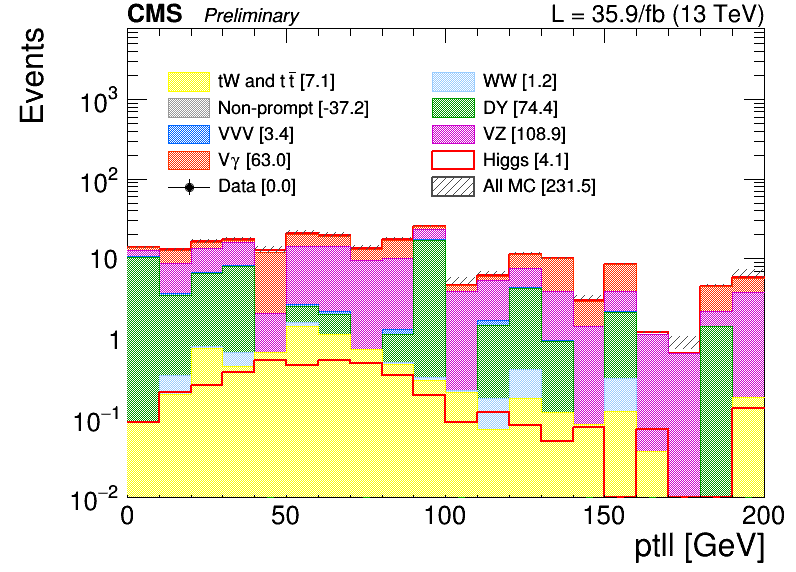 CMS Preliminary L = 35.9/fb (13 TeV)
Events
tW and t t̅ [7.1] WW [1.2]
Non-prompt [-37.2] DY [74.4]
VVV [3.4] VZ [108.9]
Vγ [63.0] Higgs [4.1]
Data [0.0] All MC [231.5]
10³
10²
10
1
10⁻¹
10⁻²
0 50 100 150 200
ptll [GeV]